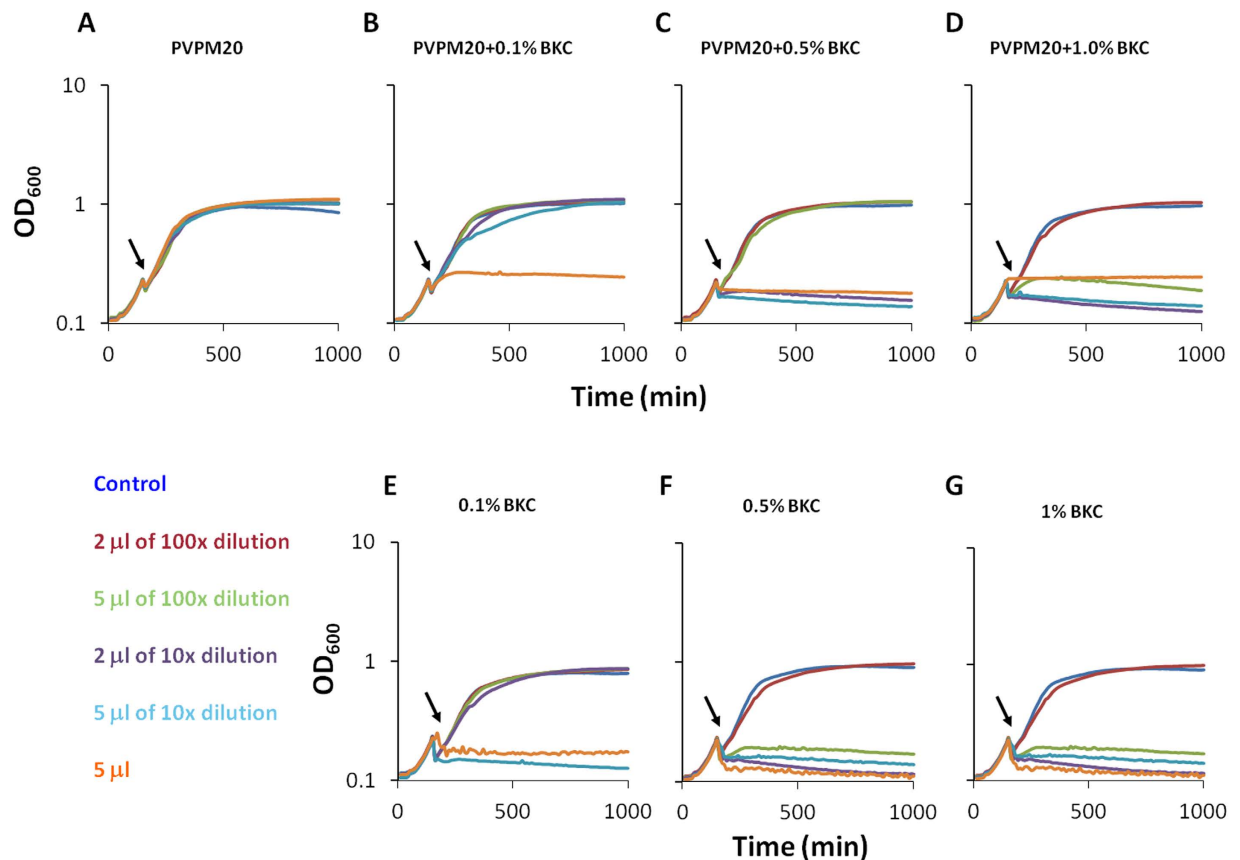 A B C D
PVPM20 PVPM20+0.1% BKC PVPM20+0.5% BKC PVPM20+1.0% BKC
10
1
0.1
OD600
0 500 1000 0 500 1000 0 500 1000 0 500 1000
Time (min)
Control
2 µl of 100x dilution
5 µl of 100x dilution
2 µl of 10x dilution
5 µl of 10x dilution
5 µl
E F G
0.1% BKC 0.5% BKC 1% BKC
10
1
0.1
OD600
0 500 1000 0 500 1000 0 500 1000
Time (min)